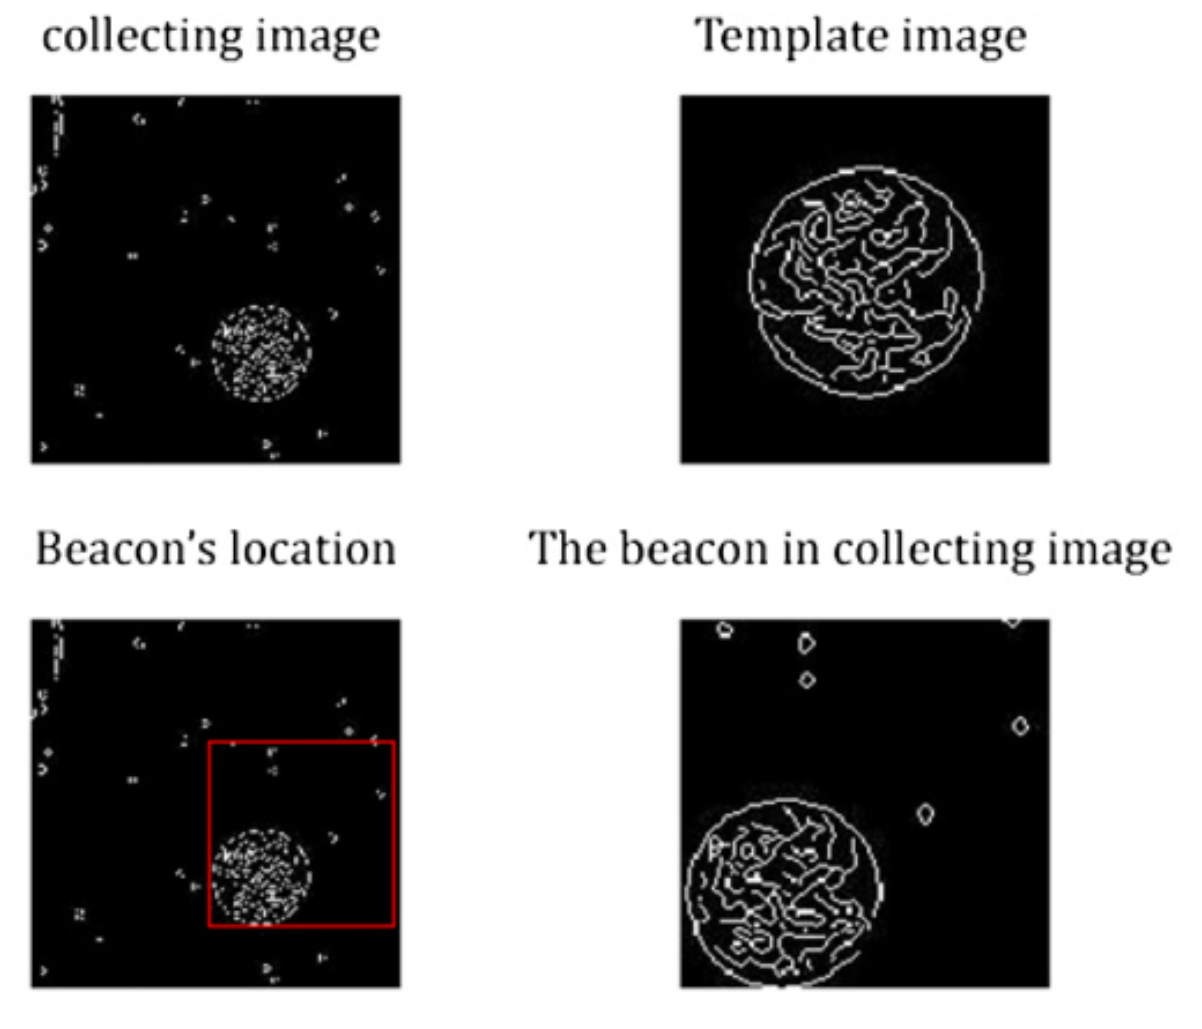 collecting image
Template image
Beacon's location
The beacon in collecting image